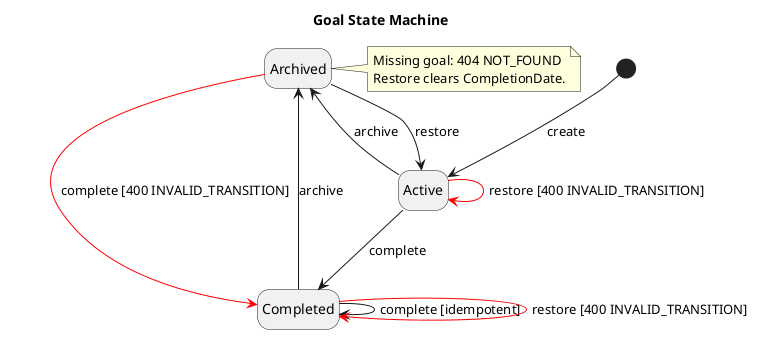 Goal State Machine
Archived
Missing goal: 404 NOT_FOUND
Restore clears CompletionDate.
archive
restore
create
complete [400 INVALID_TRANSITION]
archive
Active
restore [400 INVALID_TRANSITION]
complete
Completed
complete [idempotent]
restore [400 INVALID_TRANSITION]